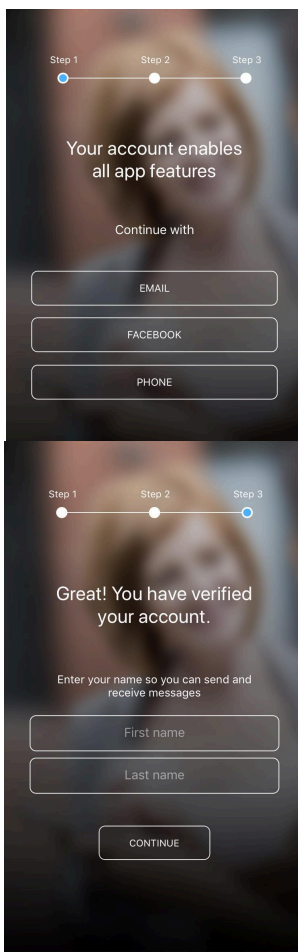 Step 1 Step 2 Step 3
Your account enables
all app features
Continue with
EMAIL
FACEBOOK
PHONE
Step 1 Step 2 Step 3
Great! You have verified
your account.
Enter your name so you can send and
receive messages
First name
Last name
CONTINUE